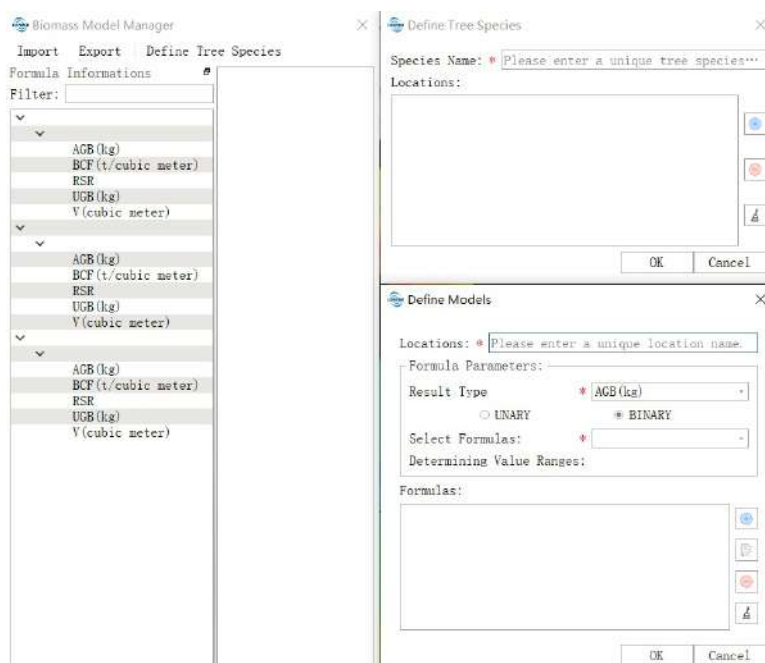 Biomass Model Manager
Import Export Define Tree Species
Formula Informations
Filter:
AGB(kg)
BCF(t/cubic meter)
RSR
UGB(kg)
V(cubic meter)
AGB(kg)
BCF(t/cubic meter)
RSR
UGB(kg)
V(cubic meter)
AGB(kg)
BCF(t/cubic meter)
RSR
UGB(kg)
V(cubic meter)
Define Tree Species
Species Name: * Please enter a unique tree species…
Locations:
OK Cancel
Define Models
Locations: * Please enter a unique location name.
Formula Parameters:
Result Type * AGB(kg)
UNARY BINARY
Select Formulas: *
Determining Value Ranges:
Formulas:
OK Cancel